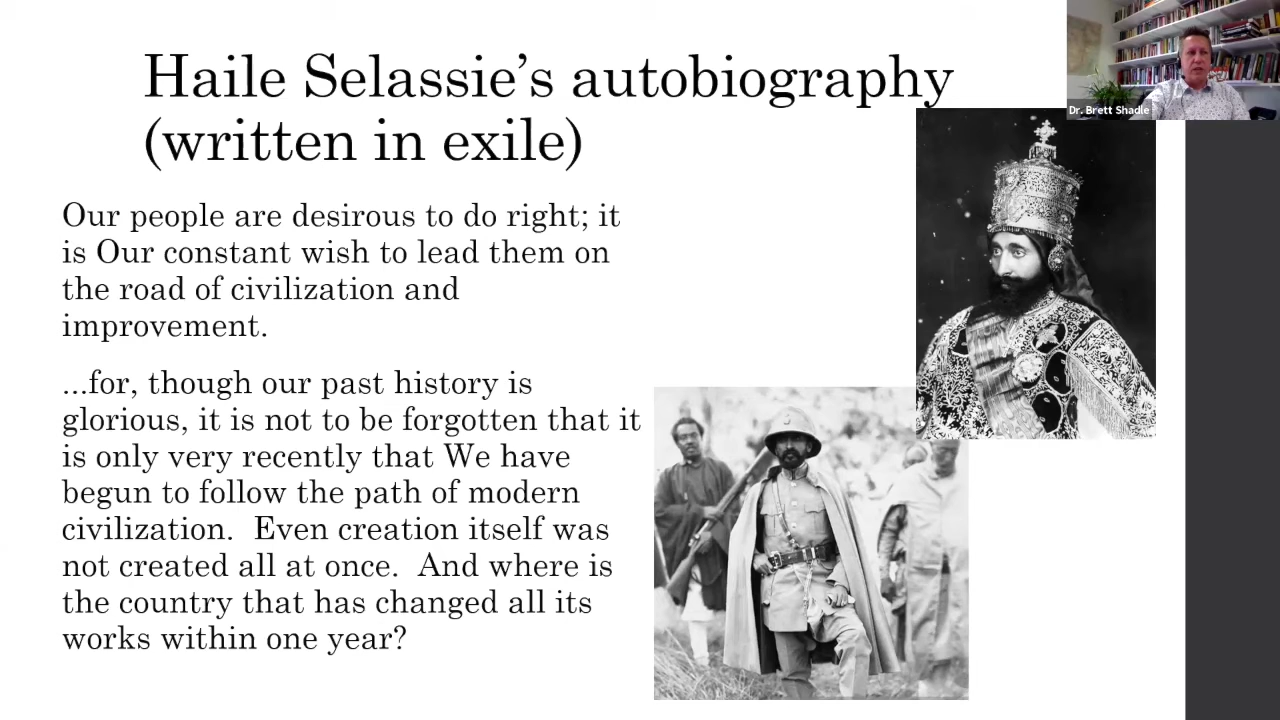 Haile Selassie’s autobiography
(written in exile)
Dr. Brett Shadle
Our people are desirous to do right; it
is Our constant wish to lead them on
the road of civilization and
improvement.
...for, though our past history is
glorious, it is not to be forgotten that it
is only very recently that We have
begun to follow the path of modern
civilization.  Even creation itself was
not created all at once.  And where is
the country that has changed all its
works within one year?